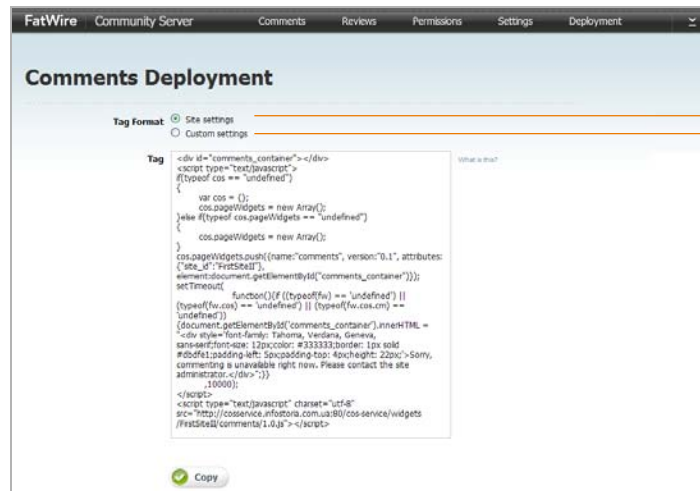 FatWire Community Server Comments Reviews Permissions Settings Deployment
Comments Deployment
Tag Format Site settings
Custom settings
Tag
<div id="comments_container"></div>
<script type="text/javascript">
if(typeof cos == "undefined")
{
var cos = {};
cos.pageWidgets = new Array();
}else if(typeof cos.pageWidgets == "undefined")
{
cos.pageWidgets = new Array();
}
cos.pageWidgets.push({name:"comments", version:"0.1", attributes:
{"site_id":"FirstSiteII"},
element:document.getElementById("comments_container")});
setTimeout(
function(){if ((typeof(fw) == 'undefined') ||
(typeof(fw.cos) == 'undefined') || (typeof(fw.cos.cm) ==
'undefined'))
{document.getElementById('comments_container').innerHTML =
"<div style='font-family: Tahoma, Verdana, Geneva,
sans-serif;font-size: 12px;color: #333333;border: 1px solid
#dbdfe1;padding-left: 5px;padding-top: 4px;height: 22px;'>Sorry,
commenting is unavailable right now. Please contact the site
administrator.</div>";}}
,10000);
</script>
<script type="text/javascript" charset="utf-8"
src="http://cosservice.infostoria.com.ua:80/cos-service/widgets
/FirstSiteII/comments/1.0.js"></script>
What is this?
Copy